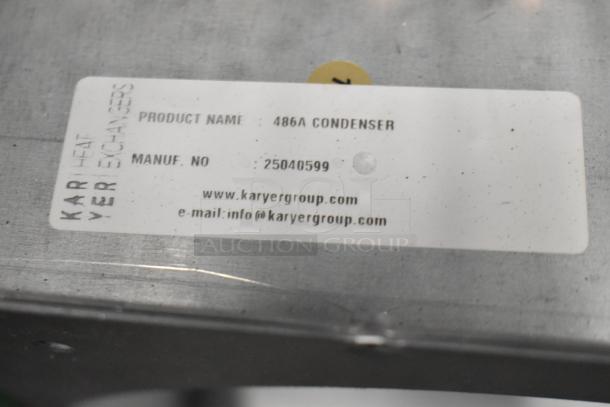 KAR HEAT
YER EXCHANGERS
PRODUCT NAME : 486A CONDENSER
MANUF. NO 25040599
www.karyergroup.com
e-mail:info@karyergroup.com
PCI
AUCTION GROUP